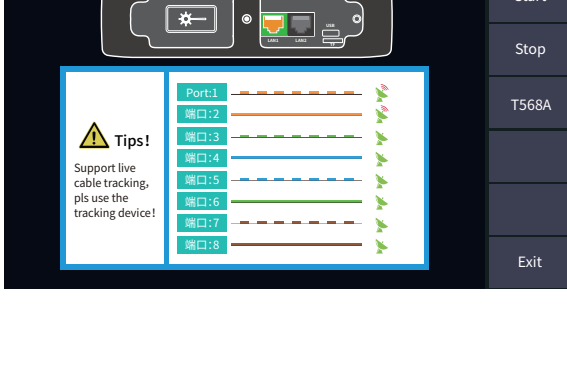 Start
USB
LAN1
LAN2
TF
Stop
T568A
Exit
Tips!
Support live
cable tracking,
pls use the
tracking device!
Port:1
端口:2
端口:3
端口:4
端口:5
端口:6
端口:7
端口:8